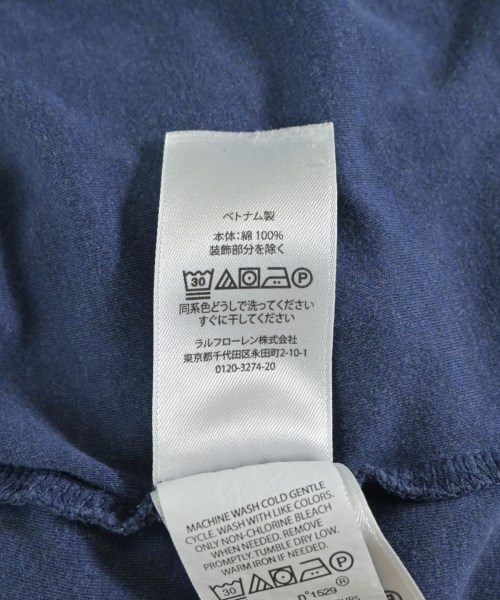 ベトナム製
本体:綿 100%
装飾部分を除く
30 P
同系色どうしで洗ってください
すぐに干してください
ラルフローレン株式会社
東京都千代田区永田町2-10-1
0120-3274-20
MACHINE WASH COLD GENTLE
CYCLE. WASH WITH LIKE COLORS.
ONLY NON-CHLORINE BLEACH
WHEN NEEDED. REMOVE
PROMPTLY. TUMBLE DRY LOW.
WARM IRON IF NEEDED.
30
n°1529 ®